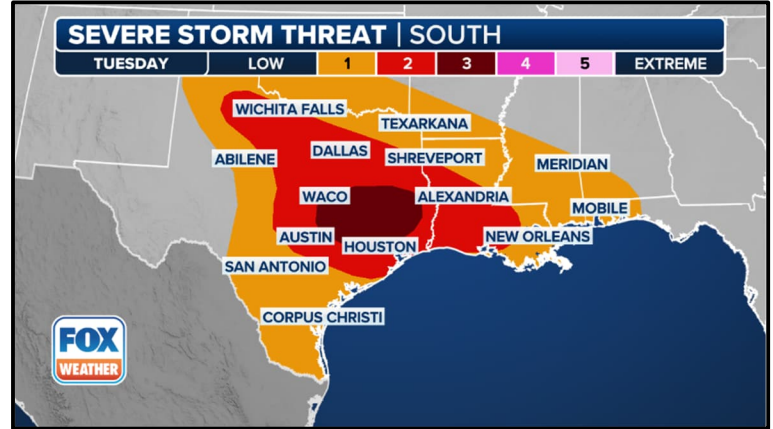 SEVERE STORM THREAT | SOUTH
TUESDAY LOW 1 2 3 4 5 EXTREME
WICHITA FALLS
TEXARKANA
DALLAS
ABILENE
SHREVEPORT
MERIDIAN
WACO
ALEXANDRIA
MOBILE
AUSTIN
HOUSTON
NEW ORLEANS
SAN ANTONIO
CORPUS CHRISTI
FOX
WEATHER